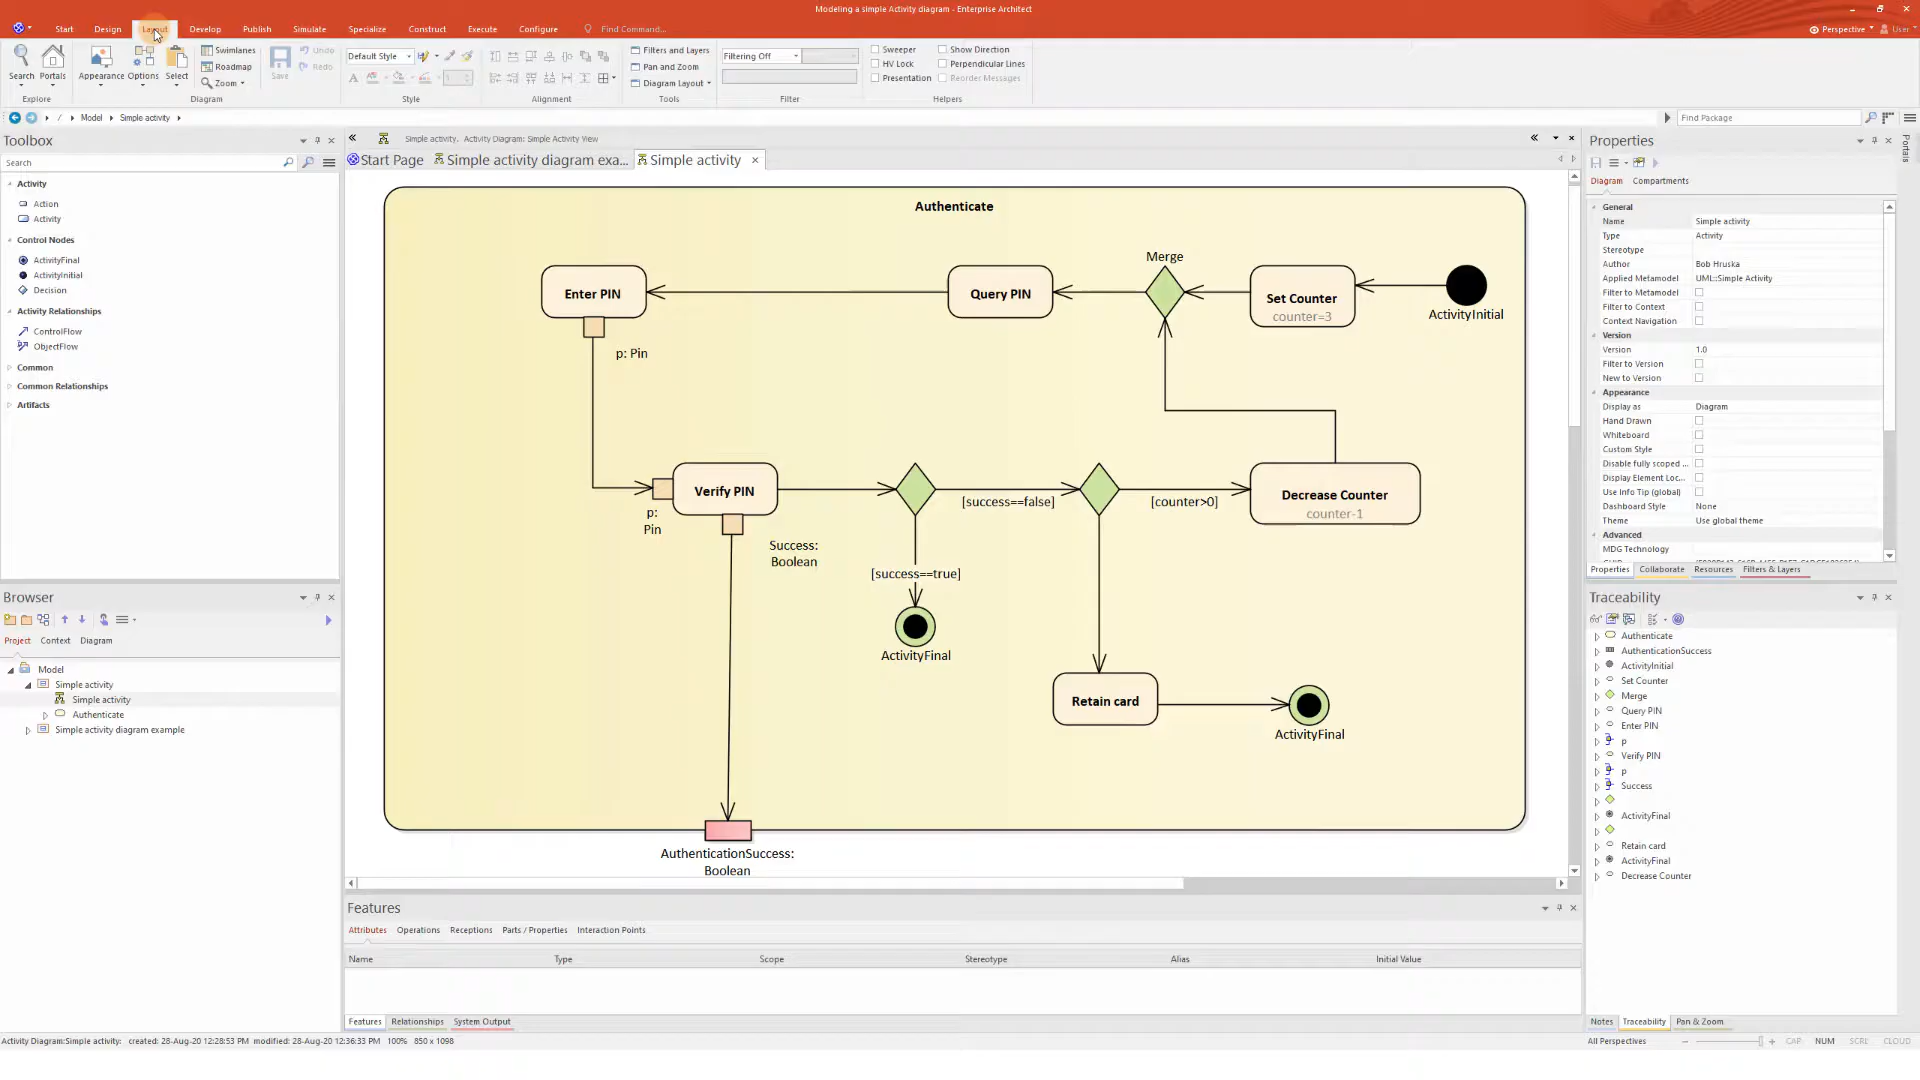 Modeling a simple Activity diagram - Enterprise Architect
Start Design Layout Develop Publish Simulate Specialize Construct Execute Configure Find Command... Perspective User
Search Portals Appearance Options Select Swimlanes Roadmap Zoom Save Undo Redo
Default Style
Filters and Layers
Pan and Zoom
Diagram Layout
Filtering Off
Sweeper Show Direction
HV Lock Perpendicular Lines
Presentation Reorder Messages
Explore Diagram Style Alignment Tools Filter Helpers
/ Model Simple activity
Find Package
Toolbox
Search
Activity
Action
Activity
Control Nodes
ActivityFinal
ActivityInitial
Decision
Activity Relationships
ControlFlow
ObjectFlow
Common
Common Relationships
Artifacts
Browser
Project Context Diagram
Model
Simple activity
Simple activity
Authenticate
Simple activity diagram example
Simple activity. Activity Diagram: Simple Activity View
Start Page Simple activity diagram exa... Simple activity
Authenticate
Enter PIN
p: Pin
Query PIN
Merge
Set Counter
counter=3
ActivityInitial
Verify PIN
p:
Pin
Success:
Boolean
[success==false]
[counter>0]
Decrease Counter
counter-1
[success==true]
ActivityFinal
Retain card
ActivityFinal
AuthenticationSuccess:
Boolean
Features
Attributes Operations Receptions Parts / Properties Interaction Points
Name Type Scope Stereotype Alias Initial Value
Features Relationships System Output
Properties
Portals
Diagram Compartments
General
Name Simple activity
Type Activity
Stereotype
Author Bob Hruska
Applied Metamodel UML::Simple Activity
Filter to Metamodel
Filter to Context
Context Navigation
Version
Version 1.0
Filter to Version
New to Version
Appearance
Display as Diagram
Hand Drawn
Whiteboard
Custom Style
Disable fully scoped ...
Display Element Loc...
Use Info Tip (global)
Dashboard Style None
Theme Use global theme
Advanced
MDG Technology
Properties Collaborate Resources Filters & Layers
Traceability
Authenticate
AuthenticationSuccess
ActivityInitial
Set Counter
Merge
Query PIN
Enter PIN
p
Verify PIN
p
Success
ActivityFinal
Retain card
ActivityFinal
Decrease Counter
Notes Traceability Pan & Zoom
Activity Diagram:Simple activity: created: 28-Aug-20 12:28:53 PM modified: 28-Aug-20 12:36:33 PM 100% 850 x 1098
All Perspectives CAP NUM SCRL CLOUD